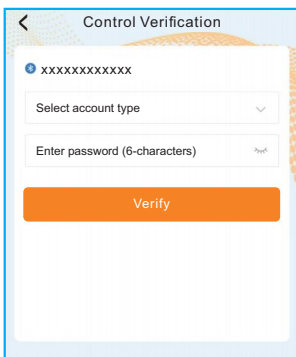 Control Verification
xxxxxxxxxxxx
Select account type
Enter password (6-characters)
Verify